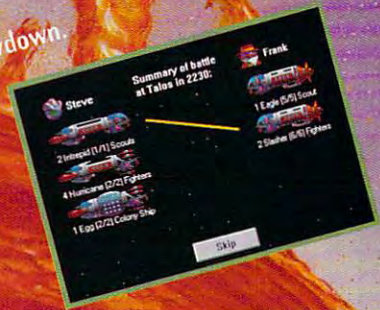 wdown.
Summary of battle
at Talos in 2230:
Steve
2 Intrepid (1/1) Scouts
4 Hurricane (2/2) Fighters
1 Egg (2/2) Colony Ship
Frank
1 Eagle (5/5) Scout
2 Slasher (6/6) Fighters
Skip